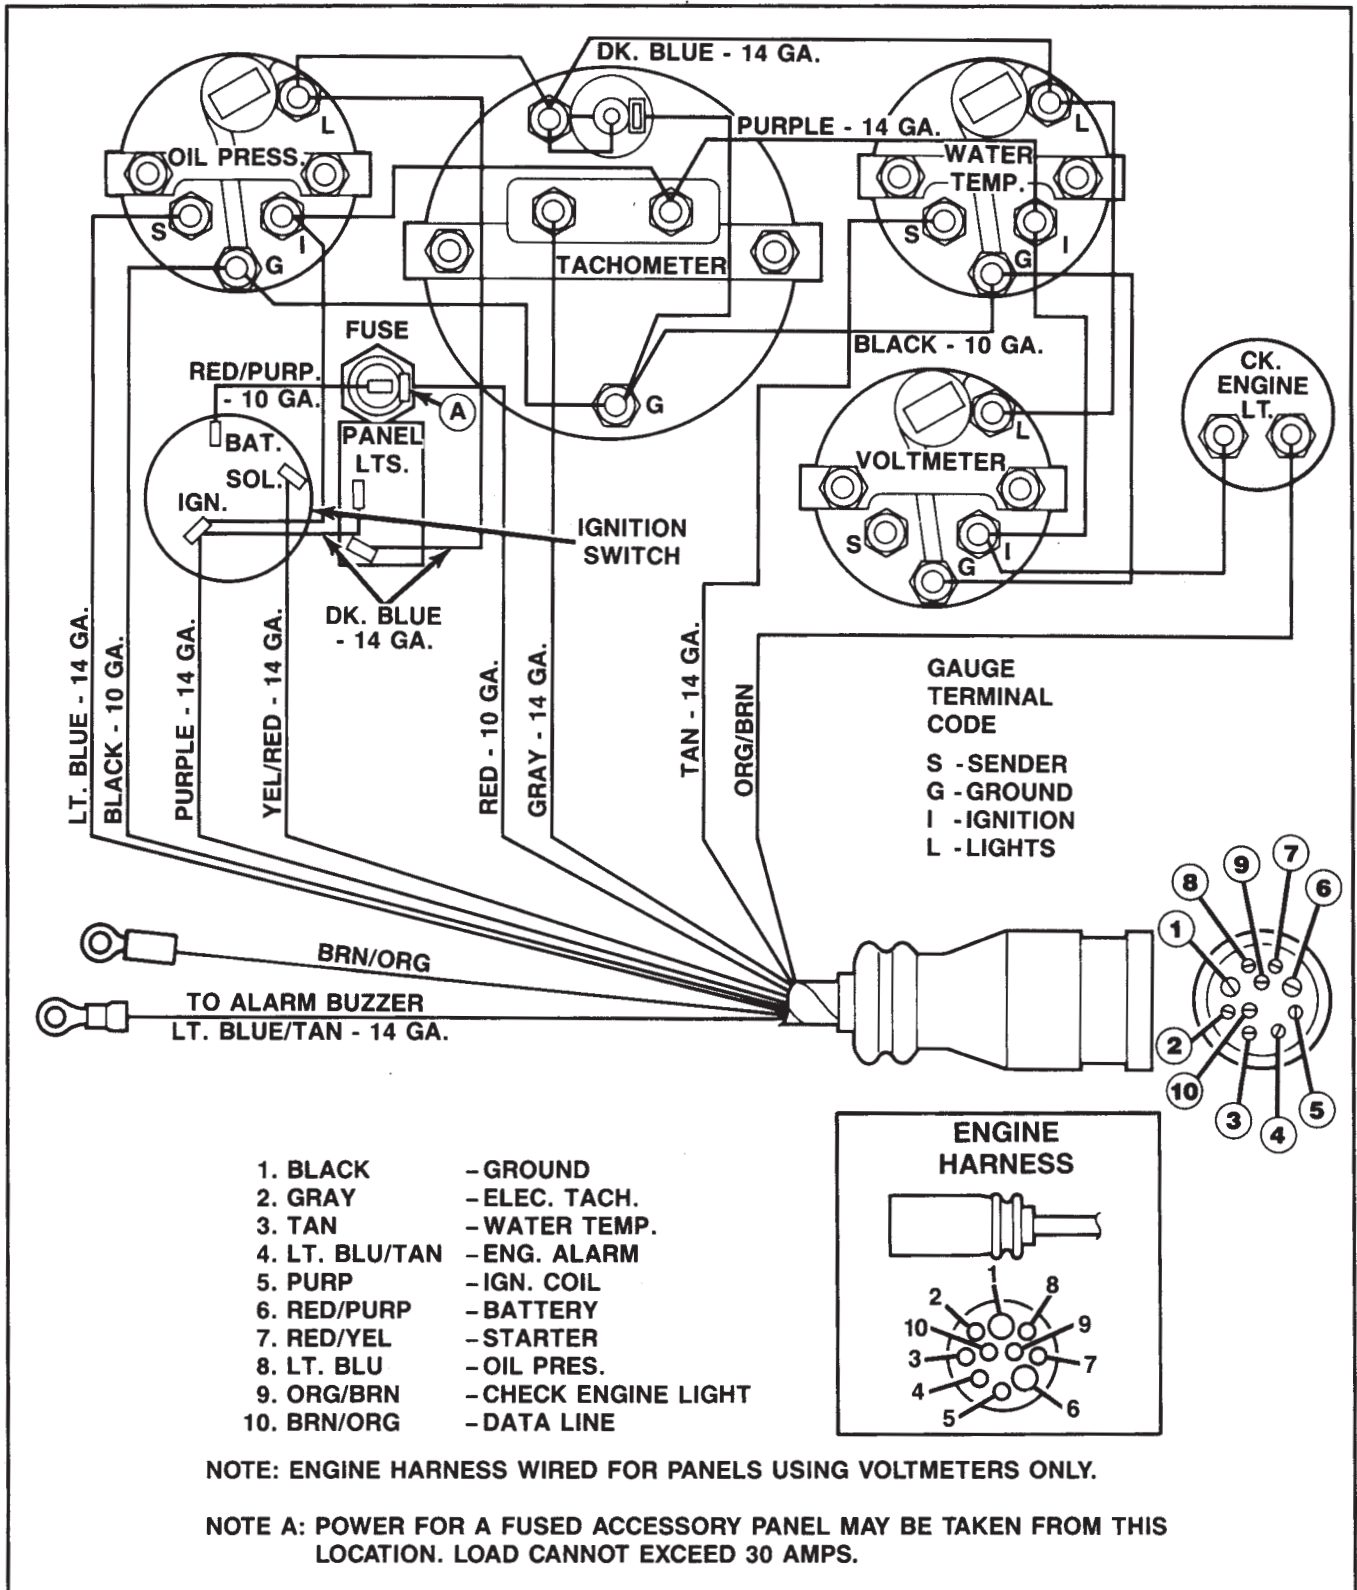 DK. BLUE - 14 GA.
L
PURPLE - 14 GA.
L
OIL PRESS.
WATER
TEMP.
S
I
G
S
I
G
TACHOMETER
FUSE
BLACK - 10 GA.
RED/PURP.
- 10 GA.
A
G
CK.
ENGINE
LT.
BAT.
PANEL
LTS.
L
SOL.
VOLTMETER
IGN.
IGNITION
SWITCH
S
I
G
DK. BLUE
- 14 GA.
LT. BLUE - 14 GA.
BLACK - 10 GA.
PURPLE - 14 GA.
YEL/RED - 14 GA.
RED - 10 GA.
GRAY - 14 GA.
TAN - 14 GA.
ORG/BRN
GAUGE
TERMINAL
CODE
S - SENDER
G - GROUND
I - IGNITION
L - LIGHTS
8
9
7
6
1
2
10
3
4
5
BRN/ORG
TO ALARM BUZZER
LT. BLUE/TAN - 14 GA.
1. BLACK – GROUND
2. GRAY – ELEC. TACH.
3. TAN – WATER TEMP.
4. LT. BLU/TAN – ENG. ALARM
5. PURP – IGN. COIL
6. RED/PURP – BATTERY
7. RED/YEL – STARTER
8. LT. BLU – OIL PRES.
9. ORG/BRN – CHECK ENGINE LIGHT
10. BRN/ORG – DATA LINE
ENGINE
HARNESS
1
2
8
10
9
3
7
4
5
6
NOTE: ENGINE HARNESS WIRED FOR PANELS USING VOLTMETERS ONLY.
NOTE A: POWER FOR A FUSED ACCESSORY PANEL MAY BE TAKEN FROM THIS
LOCATION. LOAD CANNOT EXCEED 30 AMPS.